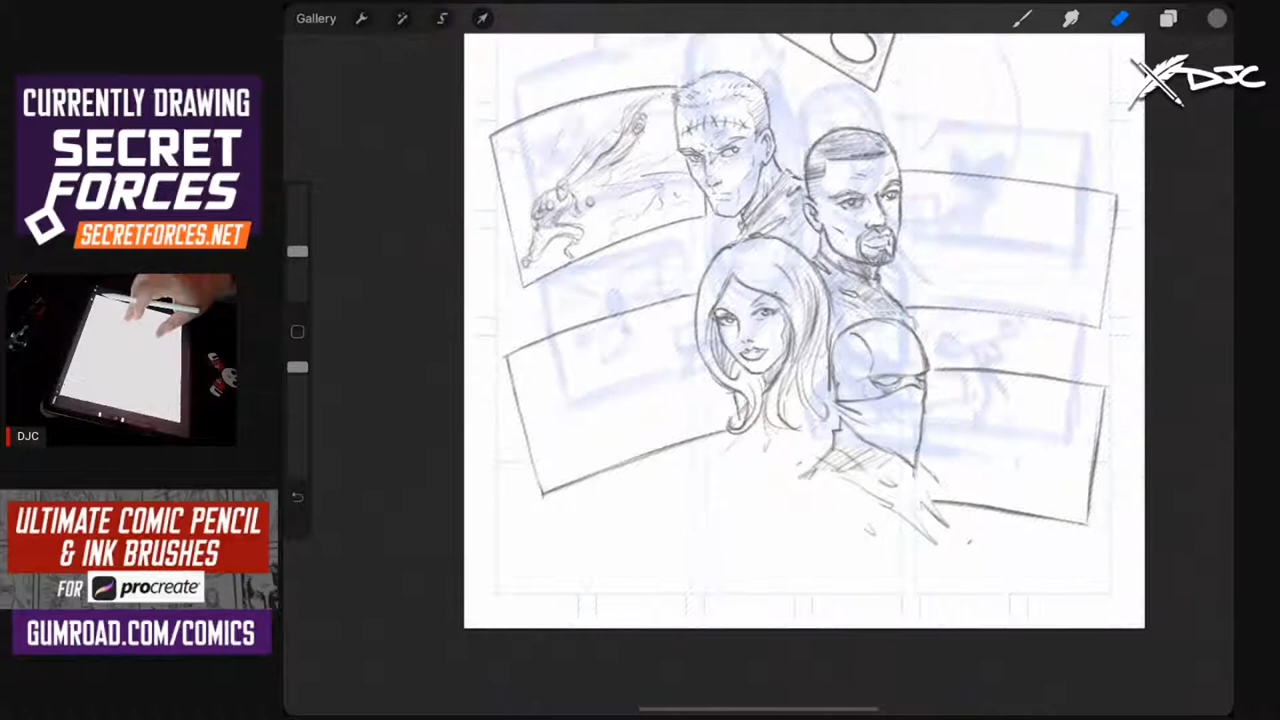 Gallery
DJC
CURRENTLY DRAWING
SECRET
FORCES
SECRETFORCES.NET
DJC
ULTIMATE COMIC PENCIL
& INK BRUSHES
FOR procreate
GUMROAD.COM/COMICS